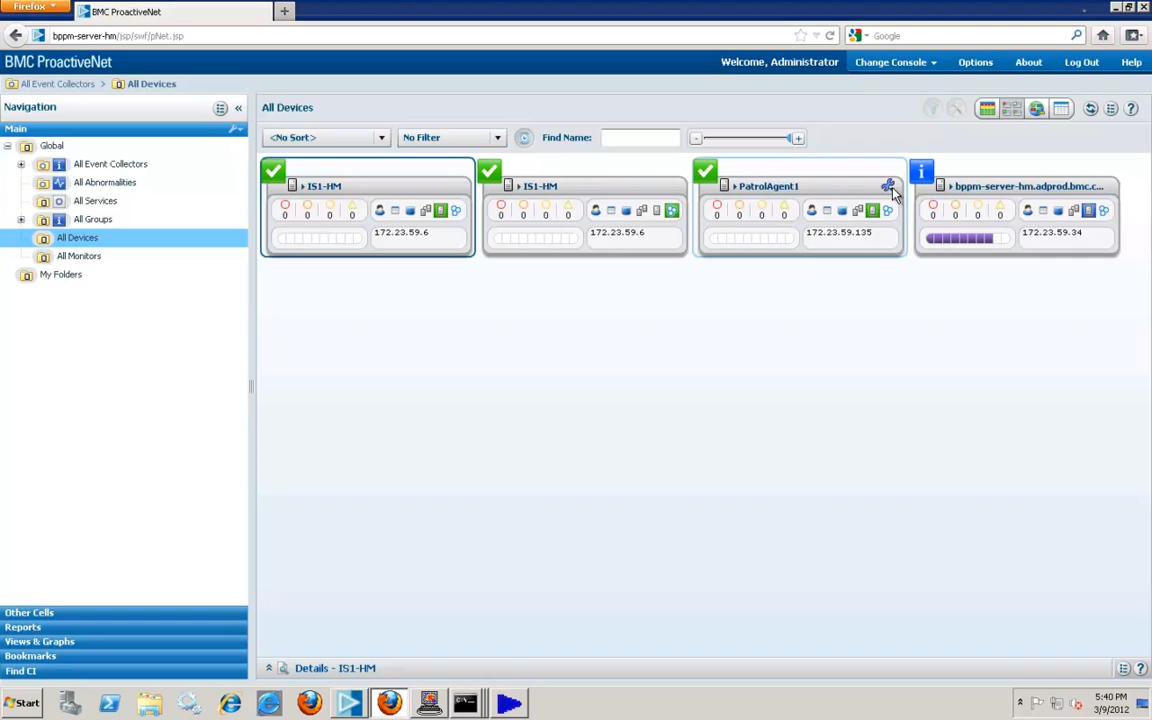 Firefox
BMC ProactiveNet
bppm-server-hm/jsp/swf/pNet.jsp
Google
BMC ProactiveNet
Welcome, Administrator
Change Console
Options
About
Log Out
Help
All Event Collectors > All Devices
Navigation
All Devices
Main
<No Sort>
No Filter
Find Name:
Global
All Event Collectors
All Abnormalities
All Services
All Groups
All Devices
All Monitors
My Folders
IS1-HM
0 0 0 0
172.23.59.6
IS1-HM
0 0 0 0
172.23.59.6
PatrolAgent1
0 0 0 0
172.23.59.135
bppm-server-hm.adprod.bmc.c...
0 0 0 0
172.23.59.34
Other Cells
Reports
Views & Graphs
Bookmarks
Find CI
Details - IS1-HM
Start
5:40 PM
3/9/2012